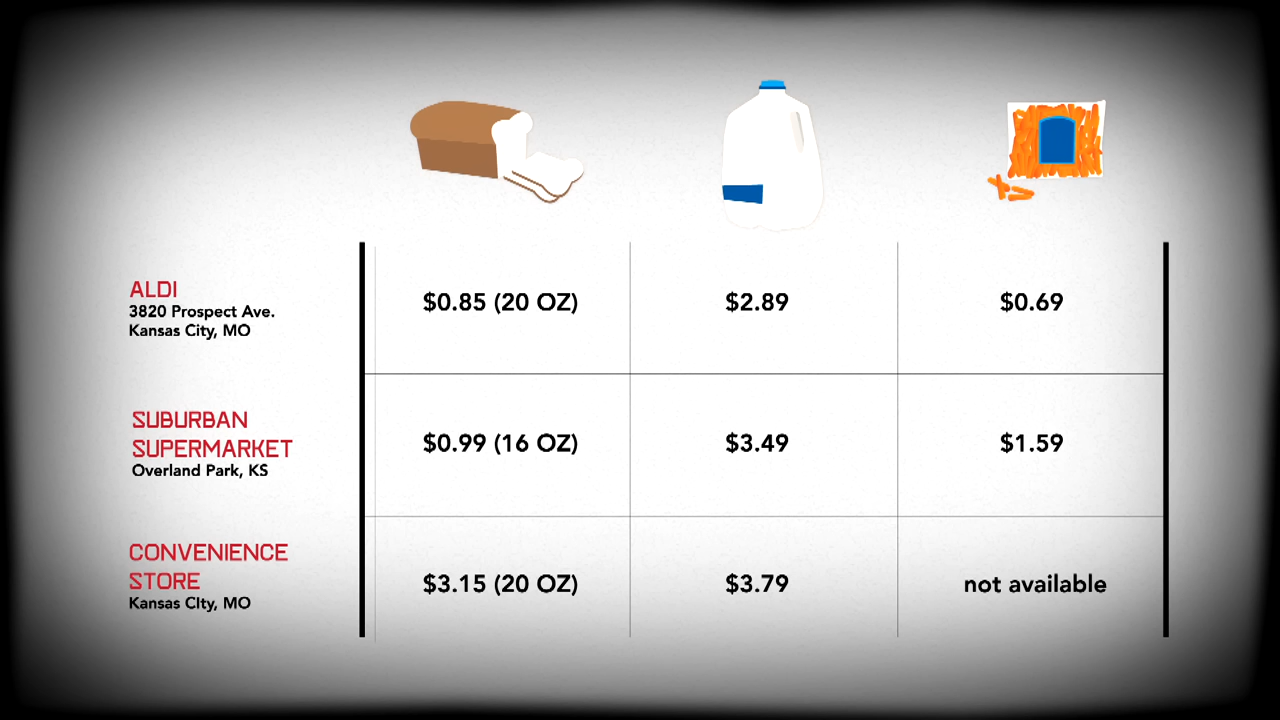 ALDI
3820 Prospect Ave.
Kansas City, MO
$0.85 (20 OZ)
$2.89
$0.69
SUBURBAN
SUPERMARKET
Overland Park, KS
$0.99 (16 OZ)
$3.49
$1.59
CONVENIENCE
STORE
Kansas CIty, MO
$3.15 (20 OZ)
$3.79
not available